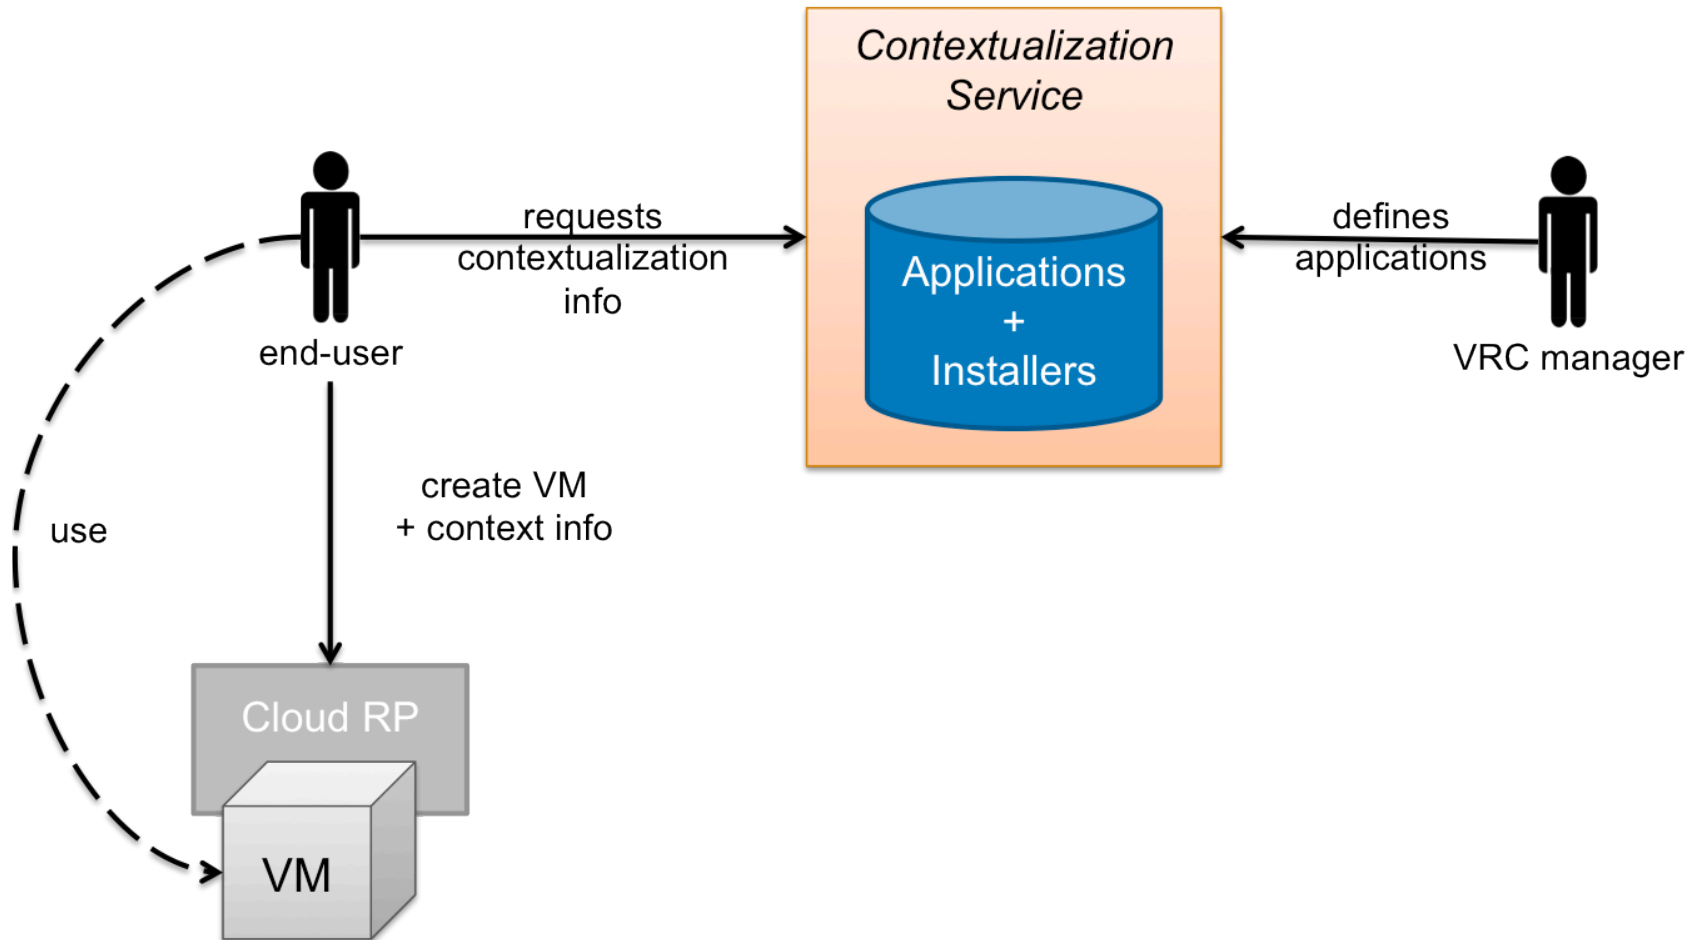 Contextualization
Service
requests
contextualization
info
defines
applications
Applications
+
Installers
end-user
VRC manager
create VM
+ context info
use
Cloud RP
VM